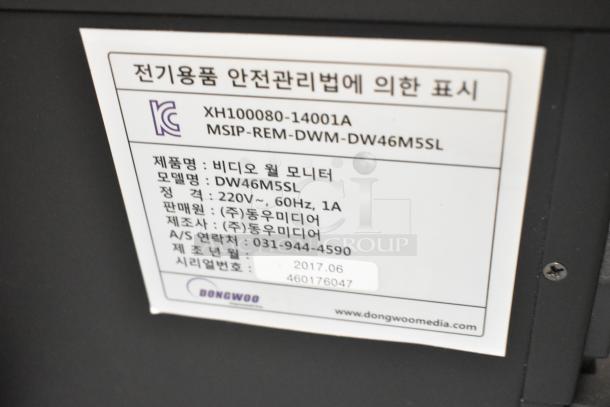 전기용품 안전관리법에 의한 표시
XH100080-14001A
MSIP-REM-DWM-DW46M5SL
제품명 : 비디오 월 모니터
모델명 : DW46M5SL
정 격 : 220V~, 60Hz, 1A
판매원 : (주)동우미디어
제조사 : (주)동우미디어
A/S 연락처 : 031-944-4590
제 조 년 월 : 2017.06
시리얼번호 : 460176047
DONGWOO
www.dongwoomedia.com
GROUP